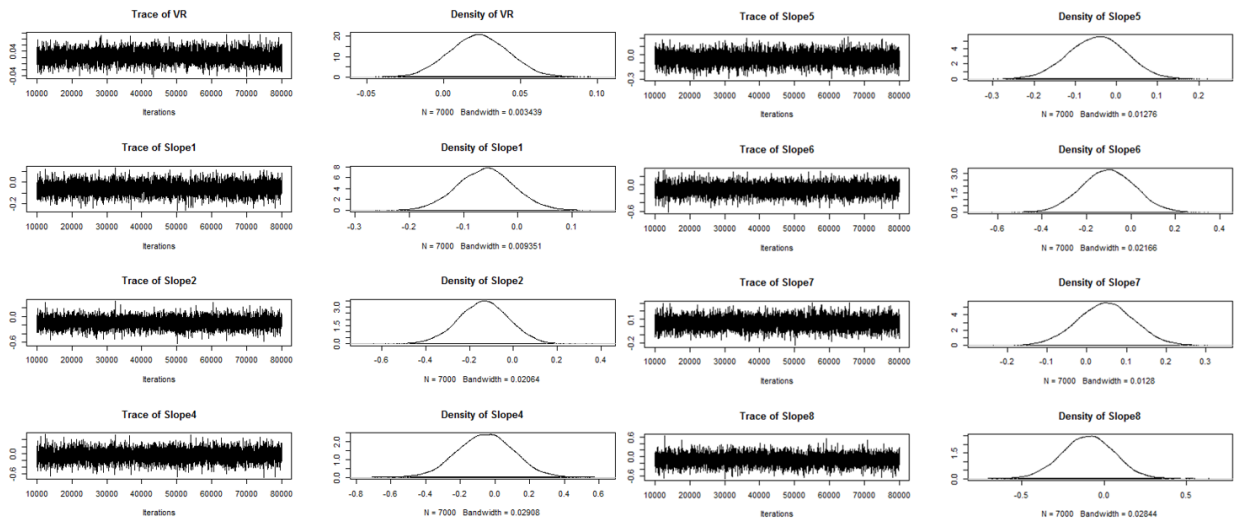 Trace of VR
0.04
-0.04
10000 20000 30000 40000 50000 60000 70000 80000
Iterations
Density of VR
20
10
5
0
-0.05 0.00 0.05 0.10
N = 7000 Bandwidth = 0.003439
Trace of Slope5
0.0
-0.3
10000 20000 30000 40000 50000 60000 70000 80000
Iterations
Density of Slope5
4
2
0
-0.3 -0.2 -0.1 0.0 0.1 0.2
N = 7000 Bandwidth = 0.01276
Trace of Slope1
0.0
-0.2
10000 20000 30000 40000 50000 60000 70000 80000
Iterations
Density of Slope1
8
6
4
2
0
-0.3 -0.2 -0.1 0.0 0.1
N = 7000 Bandwidth = 0.009351
Trace of Slope6
0.0
-0.6
10000 20000 30000 40000 50000 60000 70000 80000
Iterations
Density of Slope6
3.0
1.5
0.0
-0.6 -0.4 -0.2 0.0 0.2 0.4
N = 7000 Bandwidth = 0.02166
Trace of Slope2
0.0
-0.6
10000 20000 30000 40000 50000 60000 70000 80000
Iterations
Density of Slope2
3.0
1.5
0.0
-0.6 -0.4 -0.2 0.0 0.2 0.4
N = 7000 Bandwidth = 0.02064
Trace of Slope7
0.1
-0.2
10000 20000 30000 40000 50000 60000 70000 80000
Iterations
Density of Slope7
4
2
0
-0.2 -0.1 0.0 0.1 0.2 0.3
N = 7000 Bandwidth = 0.0128
Trace of Slope4
0.0
-0.6
10000 20000 30000 40000 50000 60000 70000 80000
Iterations
Density of Slope4
2.0
1.0
0.0
-0.8 -0.6 -0.4 -0.2 0.0 0.2 0.4 0.6
N = 7000 Bandwidth = 0.02908
Trace of Slope8
0.6
0.0
-0.6
10000 20000 30000 40000 50000 60000 70000 80000
Iterations
Density of Slope8
1.5
0.0
-0.5 0.0 0.5
N = 7000 Bandwidth = 0.02844